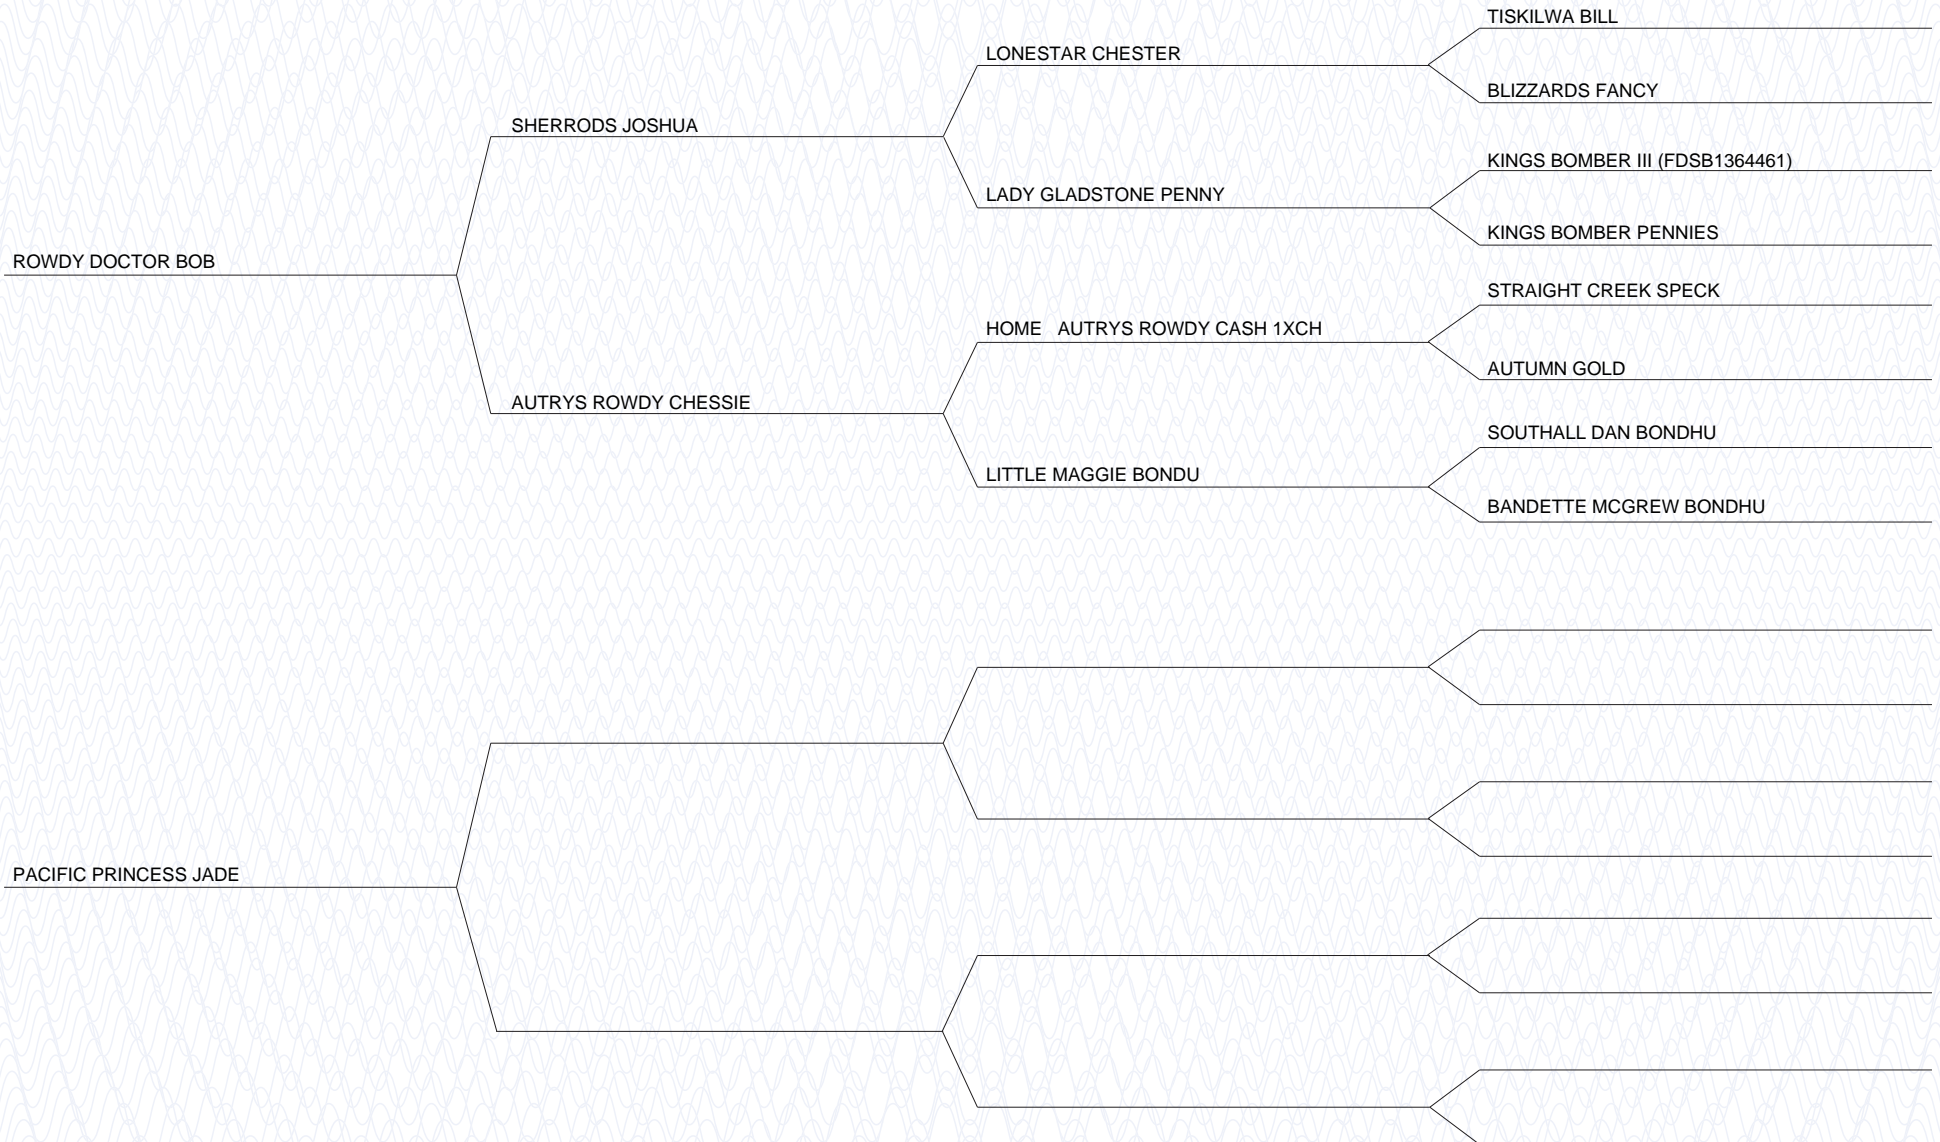 TISKILWA BILL
LONESTAR CHESTER
BLIZZARDS FANCY
SHERRODS JOSHUA
KINGS BOMBER III (FDSB1364461)
LADY GLADSTONE PENNY
KINGS BOMBER PENNIES
ROWDY DOCTOR BOB
STRAIGHT CREEK SPECK
HOME   AUTRYS ROWDY CASH 1XCH
AUTUMN GOLD
AUTRYS ROWDY CHESSIE
SOUTHALL DAN BONDHU
LITTLE MAGGIE BONDU
BANDETTE MCGREW BONDHU
PACIFIC PRINCESS JADE